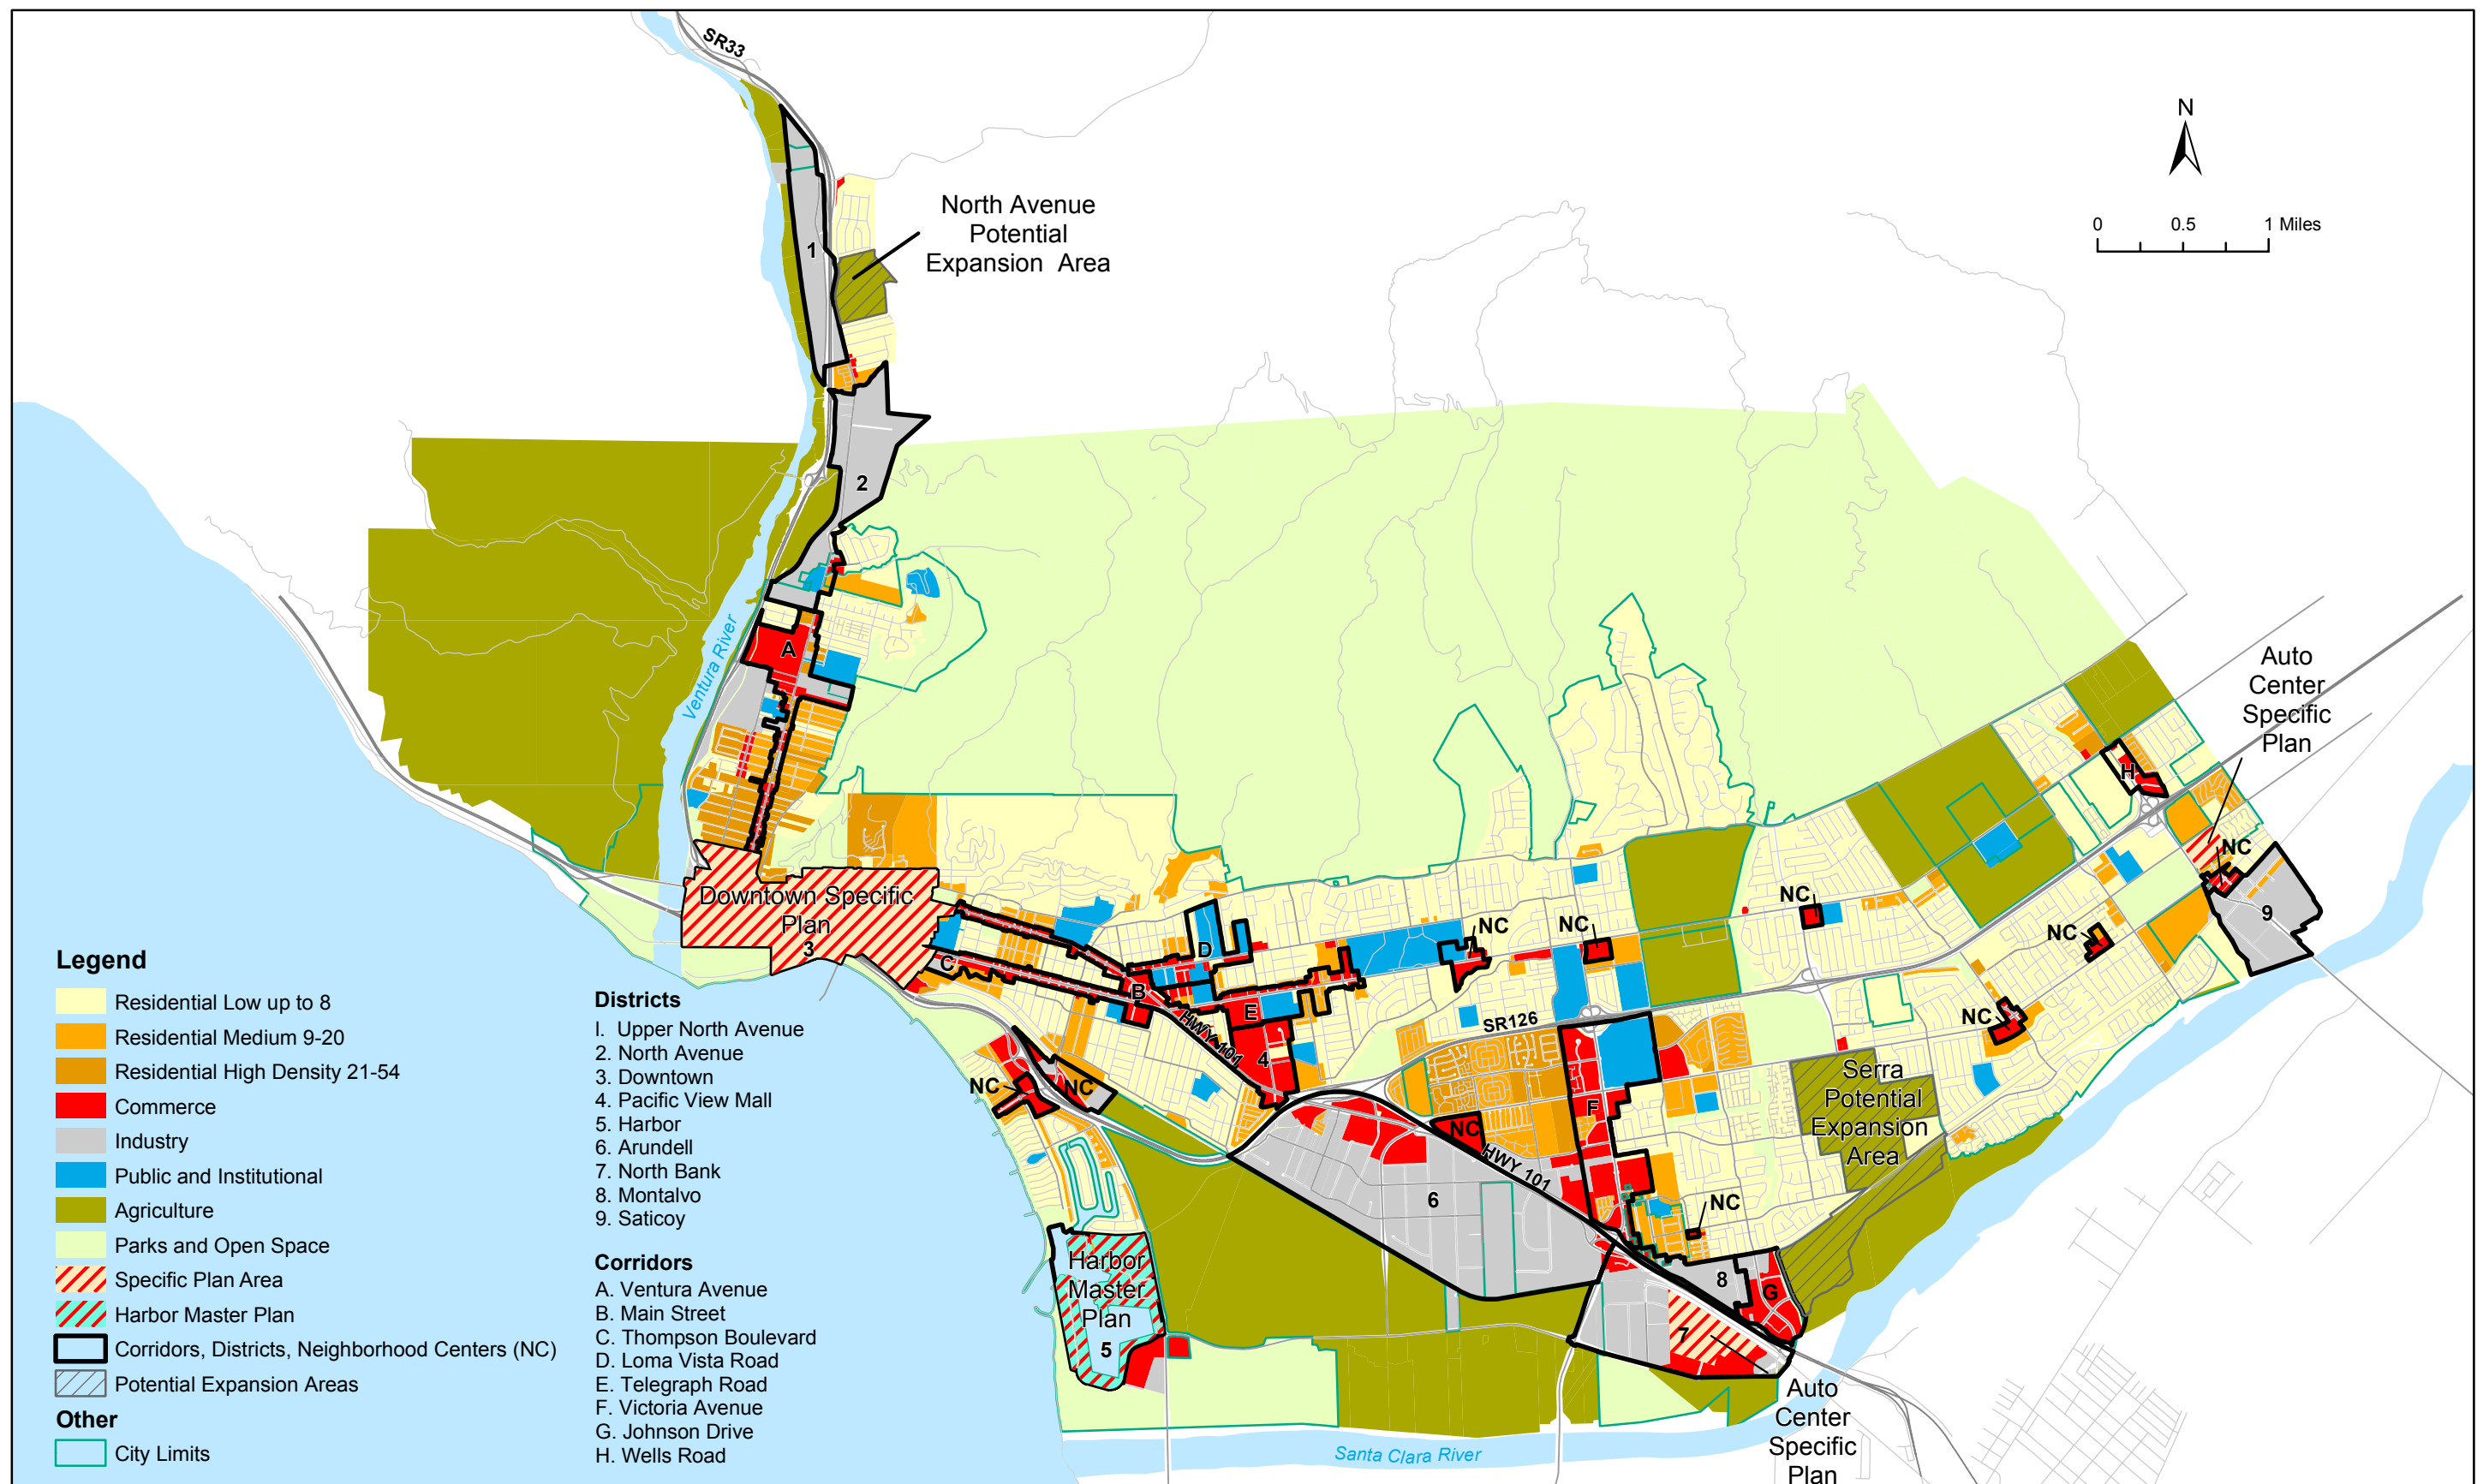 SR33
N
0 0.5 1 Miles
North Avenue
Potential
Expansion Area
1
2
A
Ventura River
Auto
Center
Specific
Plan
H
NC
9
NC
NC
NC
NC
NC
Downtown Specific
Plan
3
C
D
B
E
HWY 101
4
SR126
NC
NC
F
NC
HWY 101
6
Serra
Potential
Expansion
Area
NC
8
G
7
Harbor
Master
Plan
5
Auto
Center
Specific
Plan
Santa Clara River
Legend
Residential Low up to 8
Residential Medium 9-20
Residential High Density 21-54
Commerce
Industry
Public and Institutional
Agriculture
Parks and Open Space
Specific Plan Area
Harbor Master Plan
Corridors, Districts, Neighborhood Centers (NC)
Potential Expansion Areas
Other
City Limits
Districts
I. Upper North Avenue
2. North Avenue
3. Downtown
4. Pacific View Mall
5. Harbor
6. Arundell
7. North Bank
8. Montalvo
9. Saticoy
Corridors
A. Ventura Avenue
B. Main Street
C. Thompson Boulevard
D. Loma Vista Road
E. Telegraph Road
F. Victoria Avenue
G. Johnson Drive
H. Wells Road